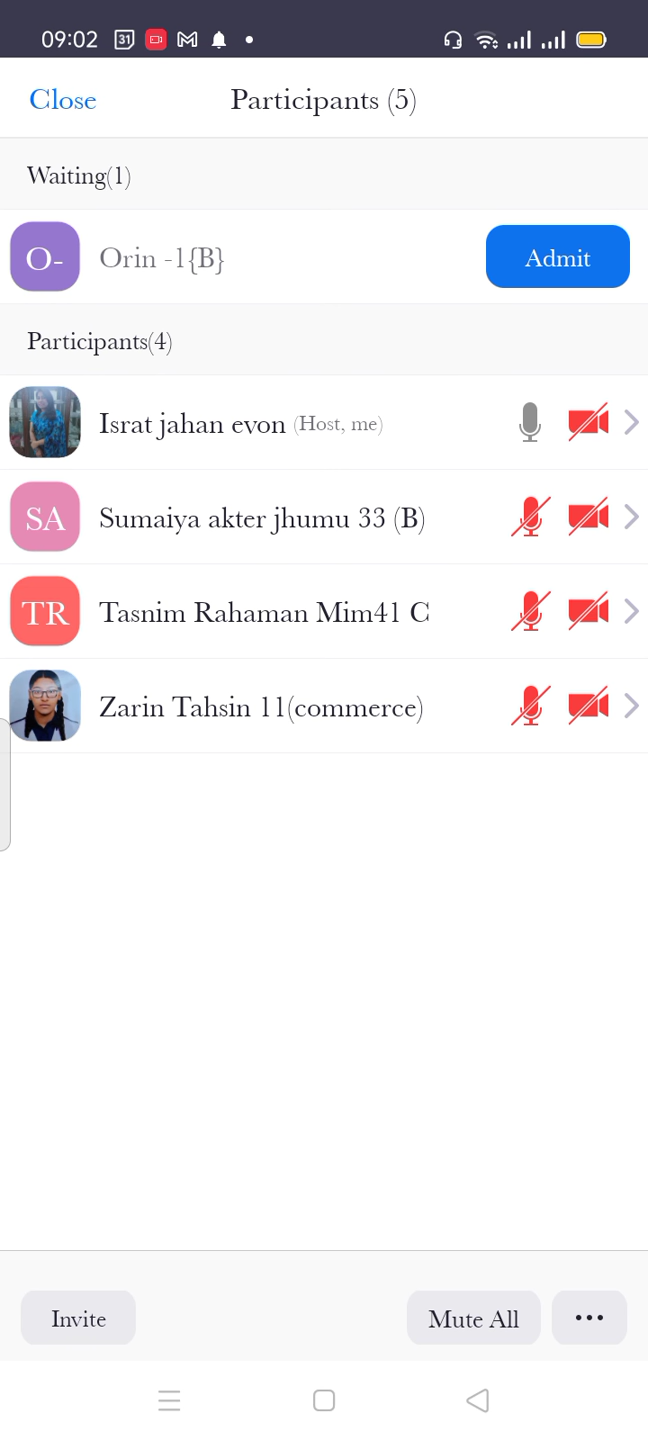 09:02 31
Close Participants (5)
Waiting(1)
O- Orin -1{B} Admit
Participants(4)
Israt jahan evon (Host, me)
SA Sumaiya akter jhumu 33 (B)
TR Tasnim Rahaman Mim41 C
Zarin Tahsin 11(commerce)
Invite Mute All ...